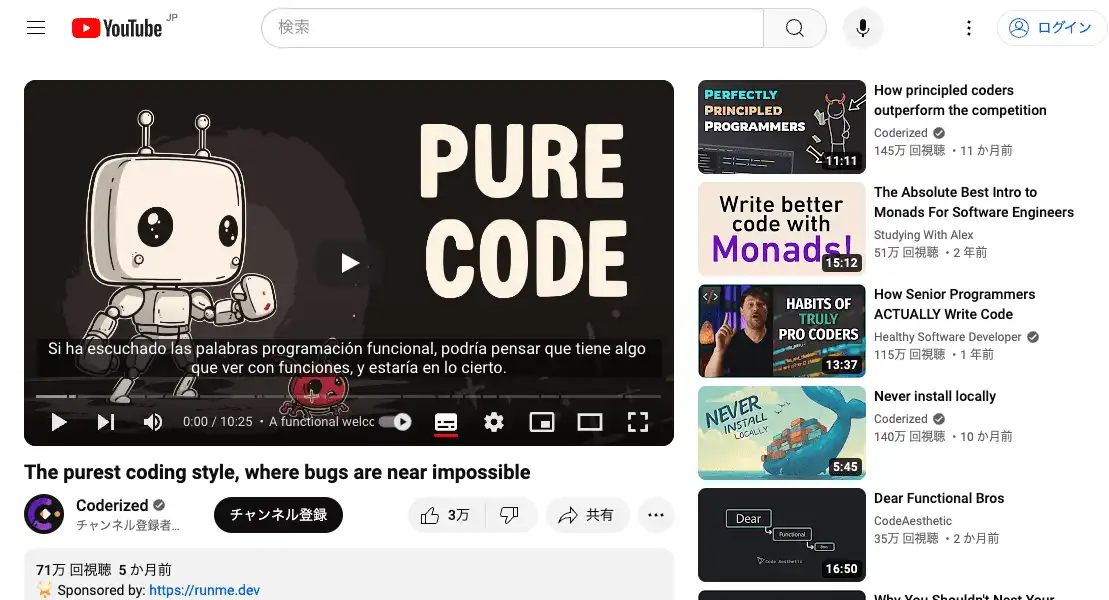 YouTube JP
検索
ログイン
PURE
CODE
Si ha escuchado las palabras programación funcional, podría pensar que tiene algo
que ver con funciones, y estaría en lo cierto.
0:00 / 10:25 • A functional welcc
The purest coding style, where bugs are near impossible
Coderized
チャンネル登録者...
チャンネル登録
3万
共有
71万 回視聴 5 か月前
Sponsored by: https://runme.dev
PERFECTLY
PRINCIPLED
PROGRAMMERS
11:11
How principled coders
outperform the competition
Coderized
145万 回視聴 • 11 か月前
Write better
code with
Monads!
15:12
The Absolute Best Intro to
Monads For Software Engineers
Studying With Alex
51万 回視聴 • 2 年前
</>
HABITS OF
TRULY
PRO CODERS
13:37
How Senior Programmers
ACTUALLY Write Code
Healthy Software Developer
115万 回視聴 • 1 年前
NEVER
INSTALL
LOCALLY
5:45
Never install locally
Coderized
140万 回視聴 • 10 か月前
Dear
Functional
Bros
Code Aesthetic
16:50
Dear Functional Bros
CodeAesthetic
35万 回視聴 • 2 か月前
Why You Shouldn't Nest Your